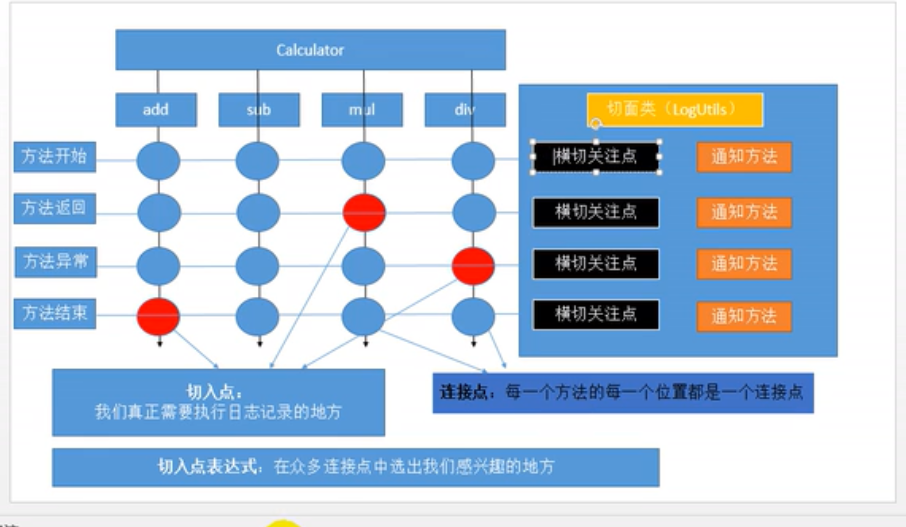 Calculator
add
sub
mul
div
切面类（LogUtils）
方法开始
横切关注点
通知方法
方法返回
横切关注点
通知方法
方法异常
横切关注点
通知方法
方法结束
横切关注点
通知方法
切入点：
我们真正需要执行日志记录的地方
连接点：每一个方法的每一个位置都是一个连接点
切入点表达式：在众多连接点中选出我们感兴趣的地方